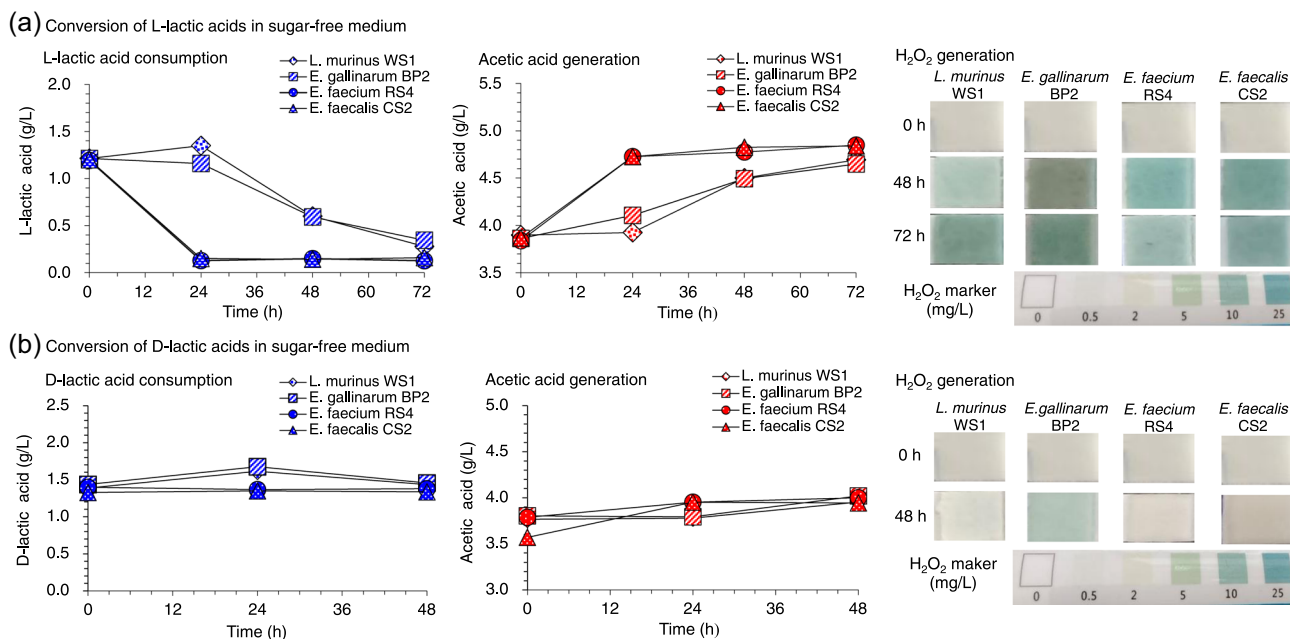 (a) Conversion of L-lactic acids in sugar-free medium
L-lactic acid consumption
L. murinus WS1
E. gallinarum BP2
E. faecium RS4
E. faecalis CS2
L-lactic acid (g/L)
2.0
1.5
1.0
0.5
0.0
0 12 24 36 48 60 72
Time (h)
Acetic acid generation
L. murinus WS1
E. gallinarum BP2
E. faecium RS4
E. faecalis CS2
Acetic acid (g/L)
5.5
5.0
4.5
4.0
3.5
0 12 24 36 48 60 72
Time (h)
H₂O₂ generation
L. murinus E. gallinarum E. faecium E. faecalis
WS1 BP2 RS4 CS2
0 h
48 h
72 h
H₂O₂ marker
(mg/L)
0 0.5 2 5 10 25
(b) Conversion of D-lactic acids in sugar-free medium
D-lactic acid consumption
L. murinus WS1
E. gallinarum BP2
E. faecium RS4
E. faecalis CS2
D-lactic acid (g/L)
2.5
2.0
1.5
1.0
0.5
0.0
0 12 24 36 48
Time (h)
Acetic acid generation
L. murinus WS1
E. gallinarum BP2
E. faecium RS4
E. faecalis CS2
Acetic acid (g/L)
5.0
4.5
4.0
3.5
3.0
0 12 24 36 48
Time (h)
H₂O₂ generation
L. murinus E.gallinarum E. faecium E. faecalis
WS1 BP2 RS4 CS2
0 h
48 h
H₂O₂ maker
(mg/L)
0 0.5 2 5 10 25